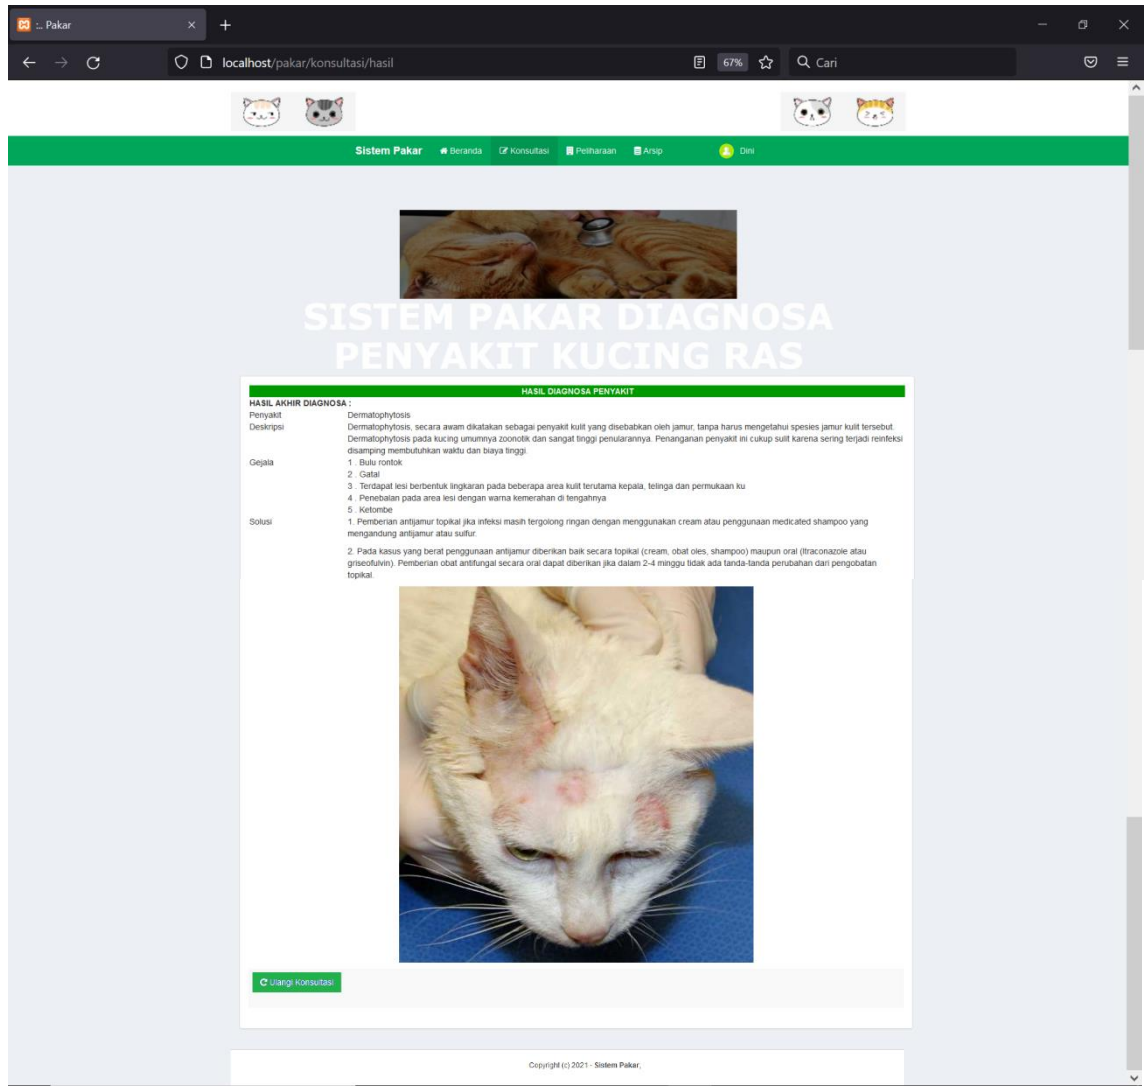 :.. Pakar
localhost/pakar/konsultasi/hasil
67%
Cari
Sistem Pakar Beranda Konsultasi Peliharaan Arsip Dini
SISTEM PAKAR DIAGNOSA
PENYAKIT KUCING RAS
HASIL DIAGNOSA PENYAKIT
HASIL AKHIR DIAGNOSA :
Penyakit Dermatophytosis
Deskripsi Dermatophytosis, secara awam dikatakan sebagai penyakit kulit yang disebabkan oleh jamur, tanpa harus mengetahui spesies jamur kulit tersebut.
Dermatophytosis pada kucing umumnya zoonotik dan sangat tinggi penularannya. Penanganan penyakit ini cukup sulit karena sering terjadi reinfeksi
disamping membutuhkan waktu dan biaya tinggi.
Gejala 1 . Bulu rontok
2 . Gatal
3 . Terdapat lesi berbentuk lingkaran pada beberapa area kulit terutama kepala, telinga dan permukaan ku
4 . Penebalan pada area lesi dengan warna kemerahan di tengahnya
5 . Ketombe
Solusi 1. Pemberian antijamur topikal jika infeksi masih tergolong ringan dengan menggunakan cream atau penggunaan medicated shampoo yang
mengandung antijamur atau sulfur.
2. Pada kasus yang berat penggunaan antijamur diberikan baik secara topikal (cream, obat oles, shampoo) maupun oral (Itraconazole atau
griseofulvin). Pemberian obat antifungal secara oral dapat diberikan jika dalam 2-4 minggu tidak ada tanda-tanda perubahan dari pengobatan
topikal.
Ulangi Konsultasi
Copyright (c) 2021 - Sistem Pakar,